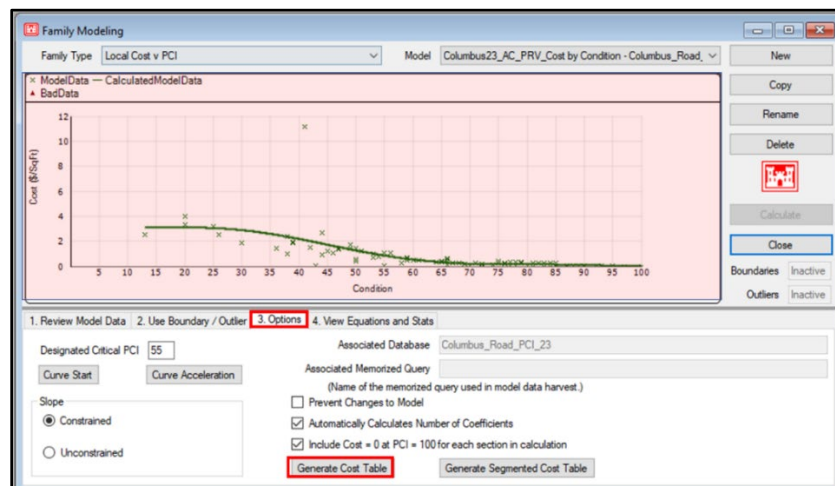 Family Modeling
Family Type Local Cost v PCI Model Columbus23_AC_PRV_Cost by Condition - Columbus_Road_ New
× ModelData — CalculatedModelData
▲ BadData
Copy
Rename
Delete
Calculate
Close
Boundaries Inactive
Outliers Inactive
Cost ($/SqFt)
12
10
8
6
4
2
0
5 10 15 20 25 30 35 40 45 50 55 60 65 70 75 80 85 90 95 100
Condition
1. Review Model Data 2. Use Boundary / Outlier 3. Options 4. View Equations and Stats
Designated Critical PCI 55 Associated Database Columbus_Road_PCI_23
Curve Start Curve Acceleration Associated Memorized Query
(Name of the memorized query used in model data harvest.)
Slope
Constrained
Unconstrained
Prevent Changes to Model
Automatically Calculates Number of Coefficients
Include Cost = 0 at PCI = 100 for each section in calculation
Generate Cost Table Generate Segmented Cost Table